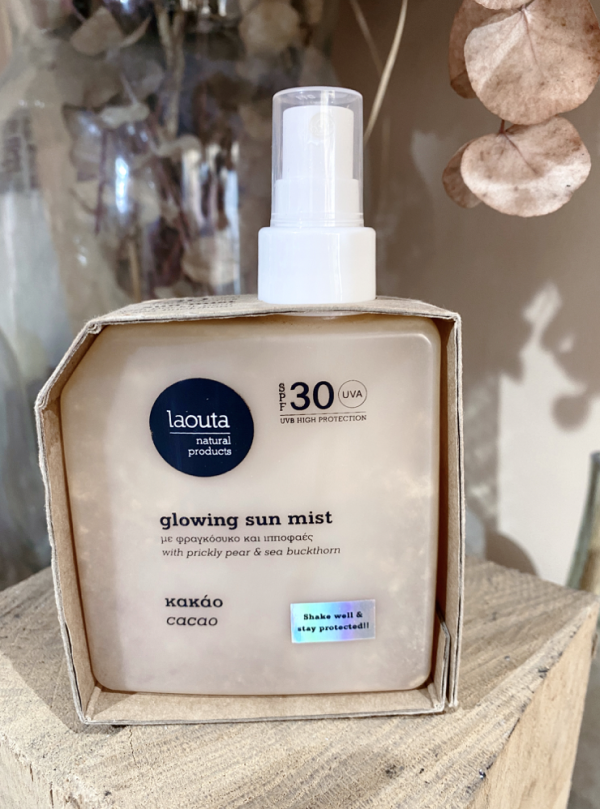 laouta
natural
products
SPF 30 UVA
UVB HIGH PROTECTION
glowing sun mist
με φραγκόσυκο και ιπποφαές
with prickly pear & sea buckthorn
κακάο
cacao
Shake well &
stay protected!!